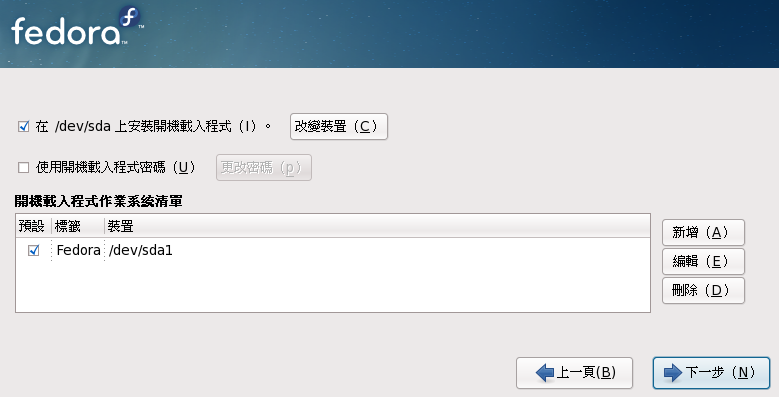 fedora
在 /dev/sda 上安裝開機載入程式（I）。 改變裝置（C）
使用開機載入程式密碼（U） 更改密碼（p）
開機載入程式作業系統清單
預設 標籤 裝置
Fedora /dev/sda1
新增（A）
編輯（E）
刪除（D）
上一頁(B) 下一步（N）